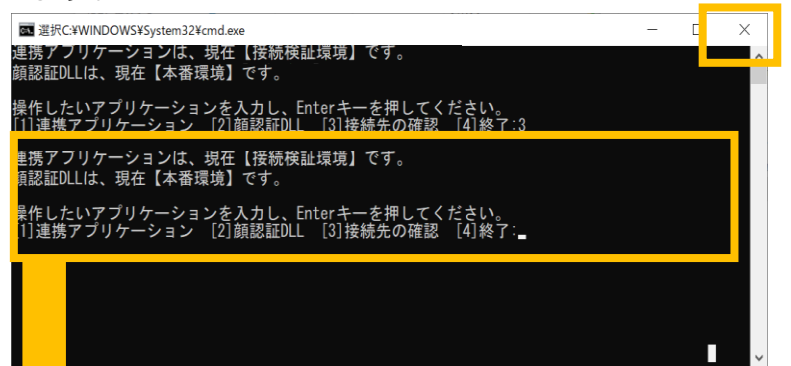 選択C:¥WINDOWS¥System32¥cmd.exe
連携アプリケーションは、現在【接続検証環境】です。
顔認証DLLは、現在【本番環境】です。
操作したいアプリケーションを入力し、Enterキーを押してください。
[1]連携アプリケーション [2]顔認証DLL [3]接続先の確認 [4]終了:3
連携アプリケーションは、現在【接続検証環境】です。
顔認証DLLは、現在【本番環境】です。
操作したいアプリケーションを入力し、Enterキーを押してください。
[1]連携アプリケーション [2]顔認証DLL [3]接続先の確認 [4]終了: